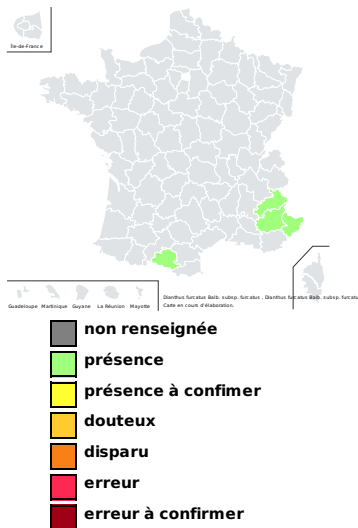 Île-de-France
Guadeloupe Martinique Guyane La Réunion Mayotte
Dianthus furcatus Balb. subsp. furcatus , Dianthus furcatus Balb. subsp. furcatus
Carte en cours d'élaboration.
non renseignée
présence
présence à confimer
douteux
disparu
erreur
erreur à confirmer